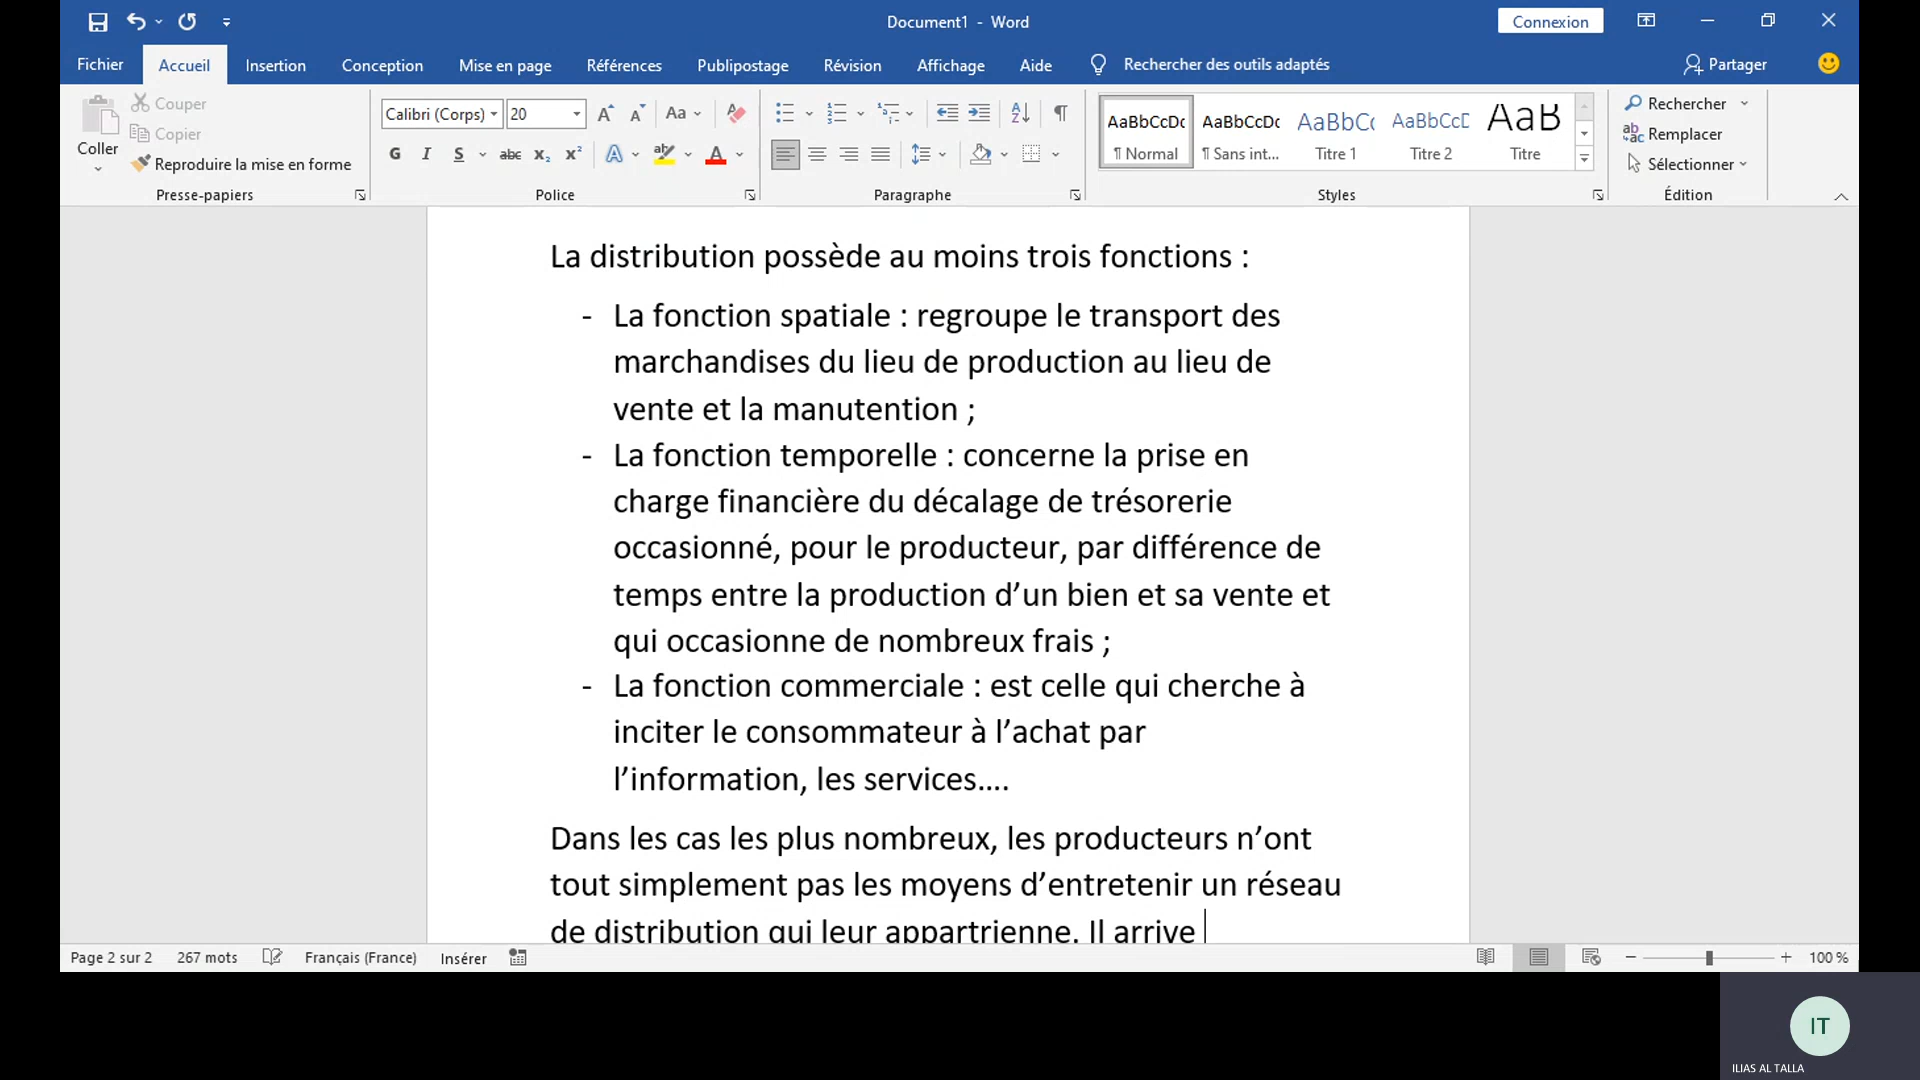 Document1 - Word
Connexion
Fichier
Accueil
Insertion
Conception
Mise en page
Références
Publipostage
Révision
Affichage
Aide
Rechercher des outils adaptés
Partager
Coller
Couper
Copier
Reproduire la mise en forme
Presse-papiers
Calibri (Corps)
20
Aa
G I S abc x₂ x²
Police
Paragraphe
AaBbCcDc
¶ Normal
AaBbCcDc
¶ Sans int...
AaBbCc
Titre 1
AaBbCcD
Titre 2
AaB
Titre
Styles
Rechercher
Remplacer
Sélectionner
Édition
La distribution possède au moins trois fonctions :
- La fonction spatiale : regroupe le transport des
marchandises du lieu de production au lieu de
vente et la manutention ;
- La fonction temporelle : concerne la prise en
charge financière du décalage de trésorerie
occasionné, pour le producteur, par différence de
temps entre la production d’un bien et sa vente et
qui occasionne de nombreux frais ;
- La fonction commerciale : est celle qui cherche à
inciter le consommateur à l’achat par
l’information, les services….
Dans les cas les plus nombreux, les producteurs n’ont
tout simplement pas les moyens d’entretenir un réseau
de distribution qui leur appartrienne. Il arrive
Page 2 sur 2
267 mots
Français (France)
Insérer
100 %
IT
ILIAS AL TALLA